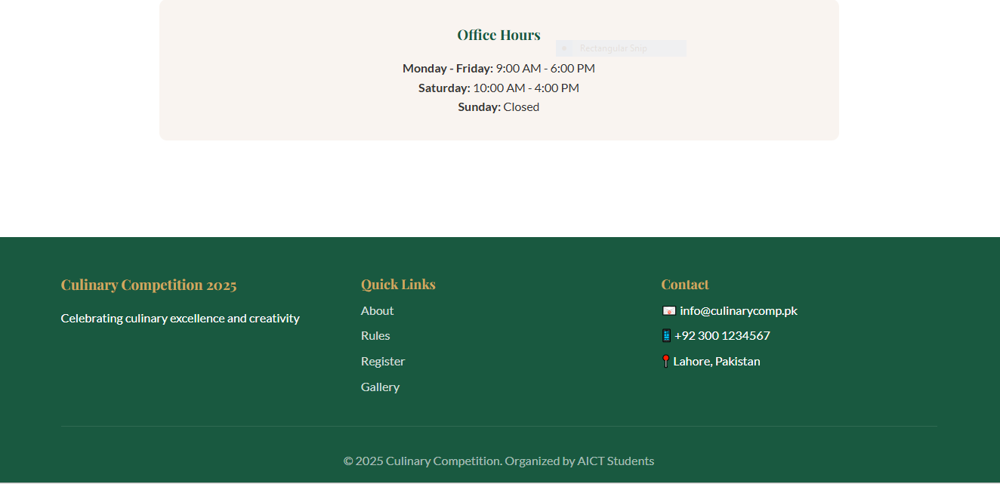 Office Hours
Rectangular Snip
Monday - Friday: 9:00 AM - 6:00 PM
Saturday: 10:00 AM - 4:00 PM
Sunday: Closed
Culinary Competition 2025
Celebrating culinary excellence and creativity
Quick Links
About
Rules
Register
Gallery
Contact
info@culinarycomp.pk
+92 300 1234567
Lahore, Pakistan
© 2025 Culinary Competition. Organized by AICT Students